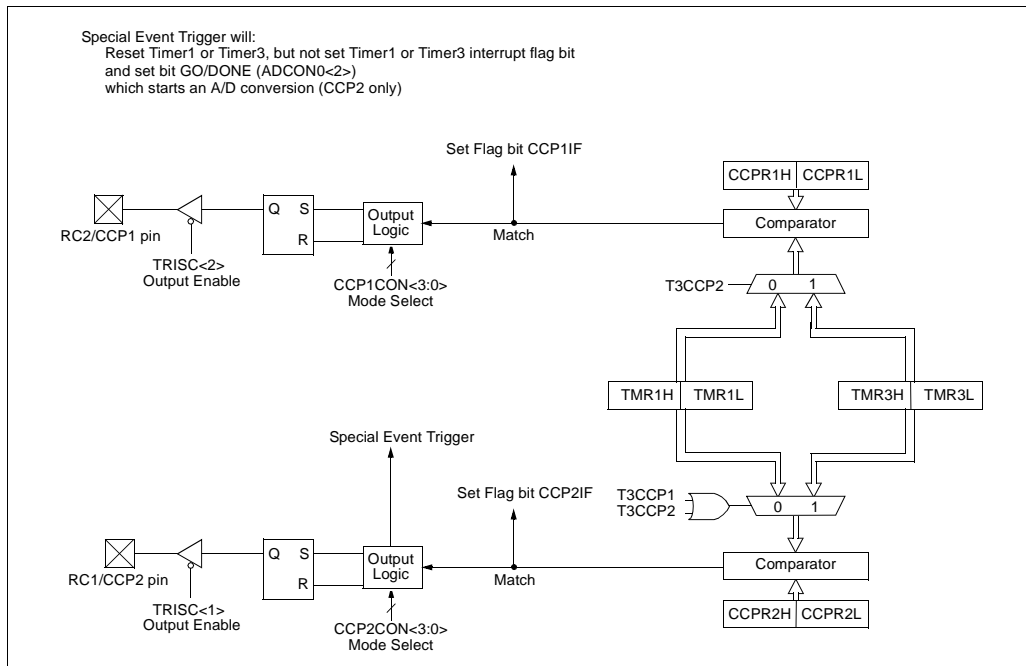 Special Event Trigger will:
Reset Timer1 or Timer3, but not set Timer1 or Timer3 interrupt flag bit
and set bit GO/DONE (ADCON0<2>)
which starts an A/D conversion (CCP2 only)
Set Flag bit CCP1IF
CCPR1H CCPR1L
Q S
R
Output
Logic
Comparator
RC2/CCP1 pin
Match
TRISC<2>
Output Enable
CCP1CON<3:0>
Mode Select
T3CCP2
0 1
TMR1H TMR1L
TMR3H TMR3L
Special Event Trigger
Set Flag bit CCP2IF
T3CCP1
T3CCP2
0 1
Q S
R
Output
Logic
Comparator
RC1/CCP2 pin
Match
TRISC<1>
Output Enable
CCP2CON<3:0>
Mode Select
CCPR2H CCPR2L